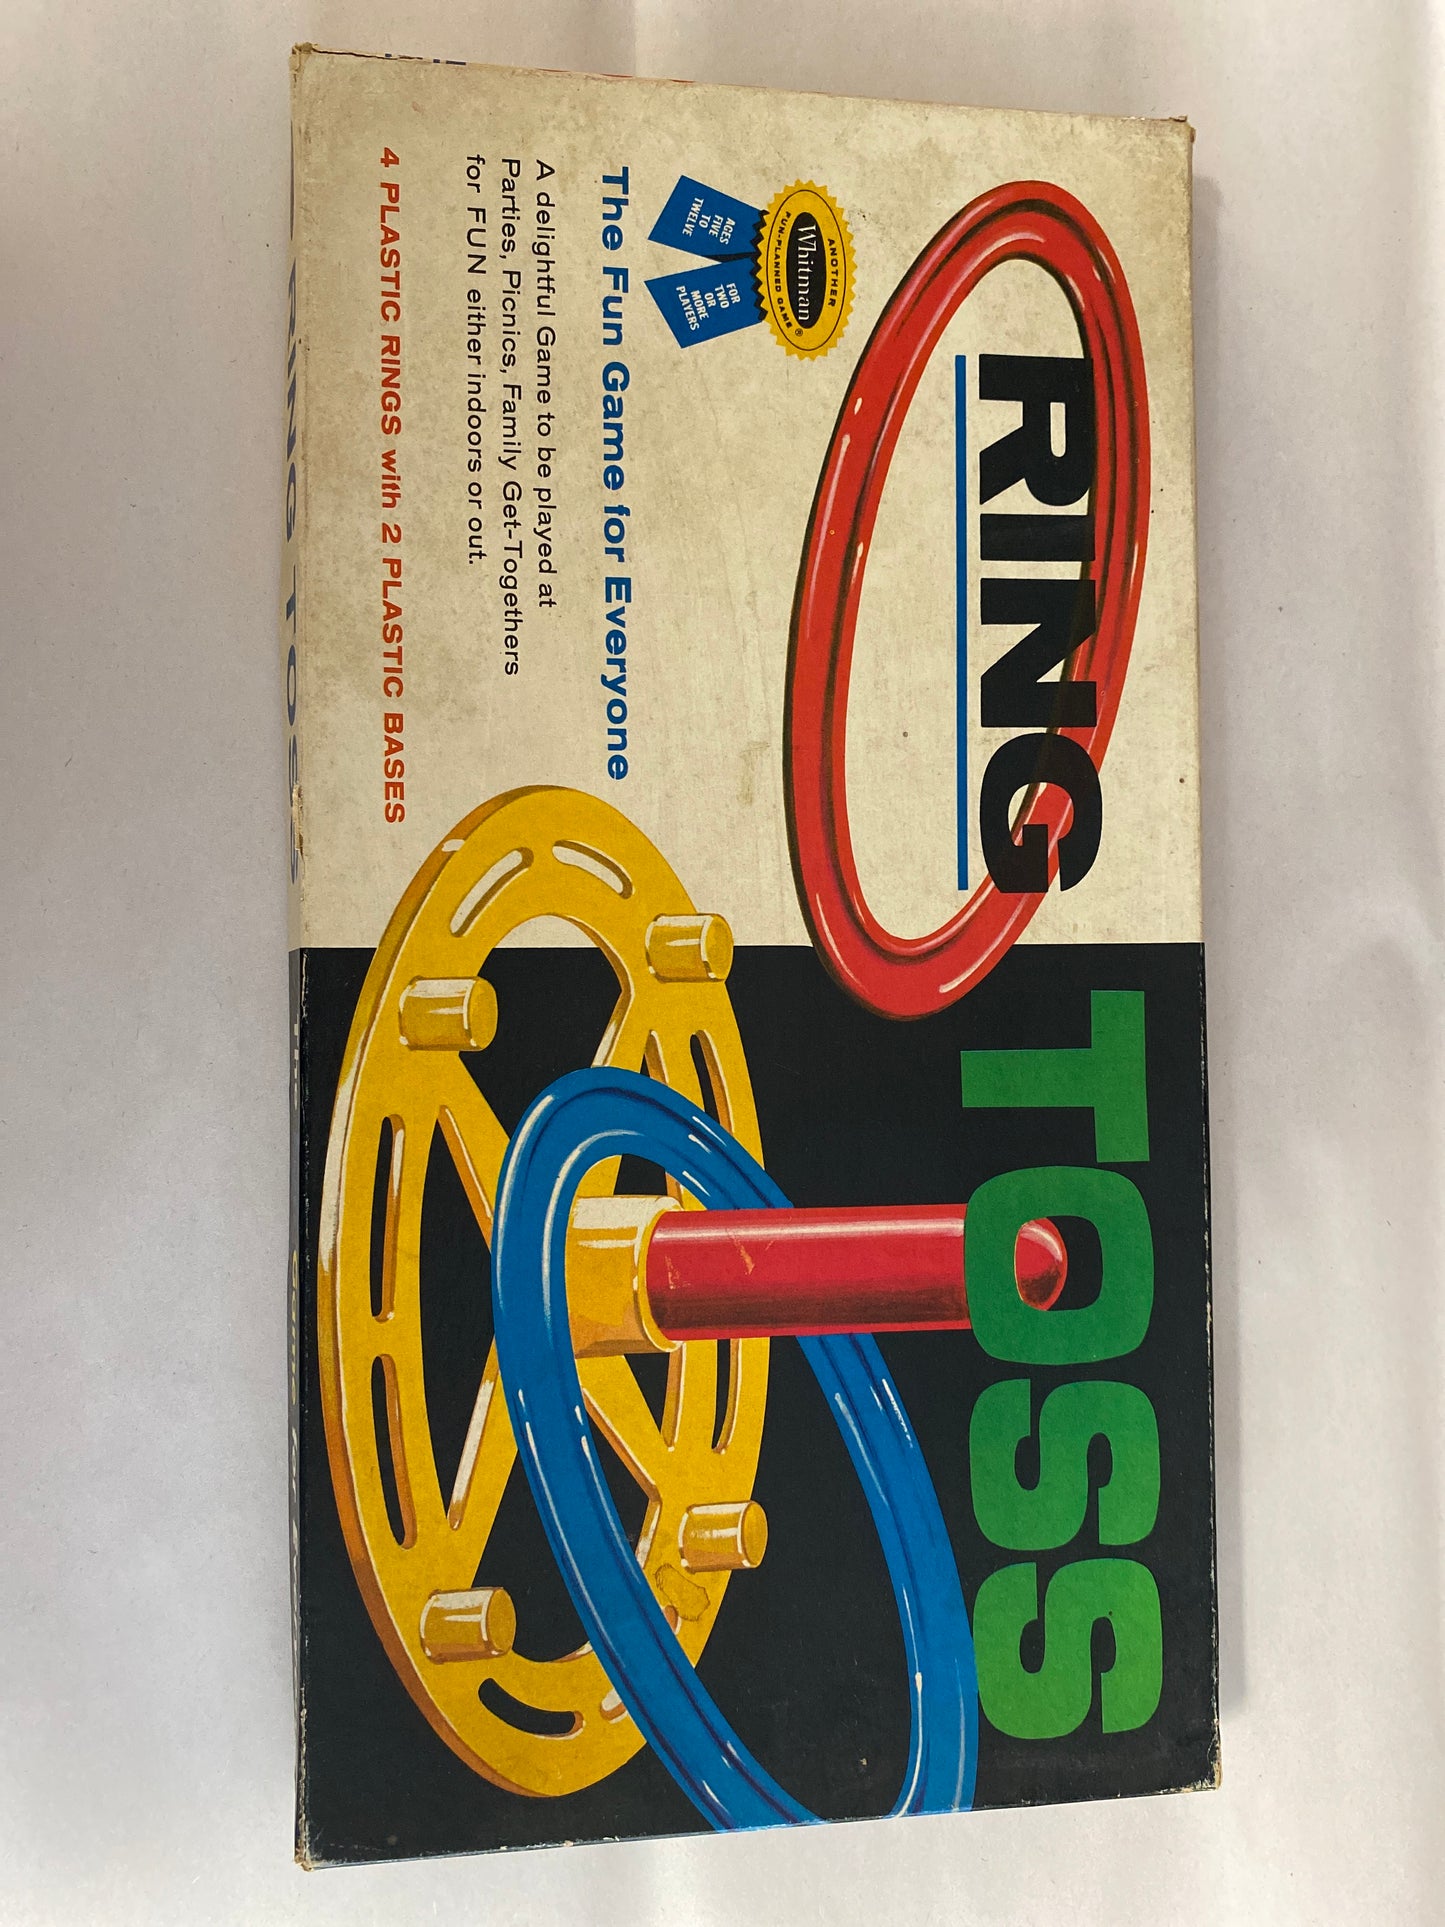 RING TOSS
ANOTHER
Whitman®
FUN-PLANNED GAME
AGES
FIVE
TO
TWELVE
FOR
TWO
OR
MORE
PLAYERS
The Fun Game for Everyone
A delightful Game to be played at
Parties, Picnics, Family Get-Togethers
for FUN either indoors or out.
4 PLASTIC RINGS with 2 PLASTIC BASES
RING TOSS